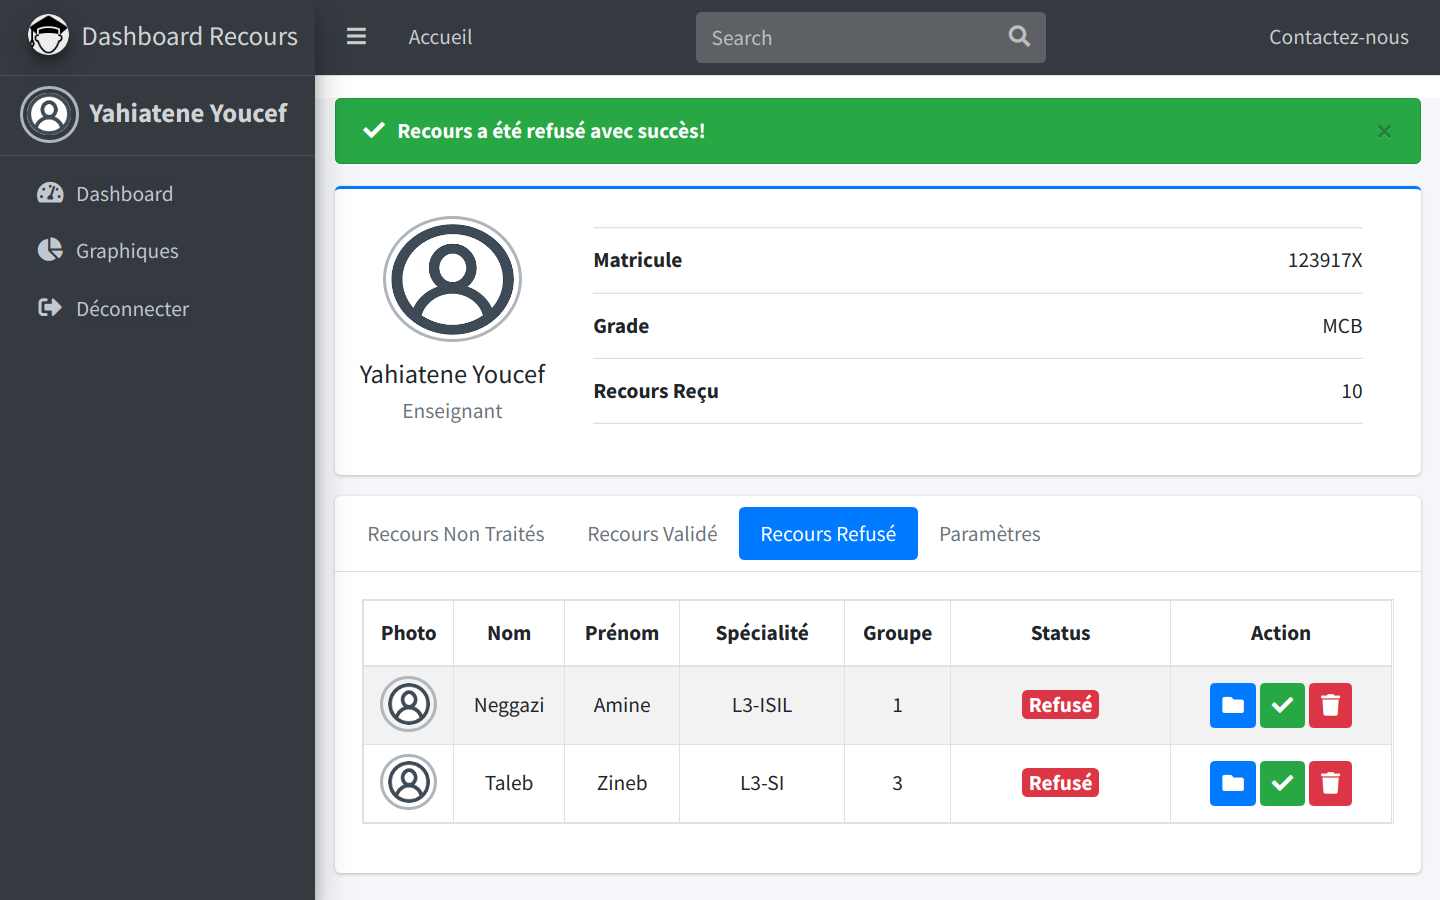 Dashboard Recours
Accueil
Search
Contactez-nous
Yahiatene Youcef
Dashboard
Graphiques
Déconnecter
Recours a été refusé avec succès!
×
Yahiatene Youcef
Enseignant
Matricule 123917X
Grade MCB
Recours Reçu 10
Recours Non Traités Recours Validé Recours Refusé Paramètres
Photo Nom Prénom Spécialité Groupe Status Action
Neggazi Amine L3-ISIL 1 Refusé
Taleb Zineb L3-SI 3 Refusé